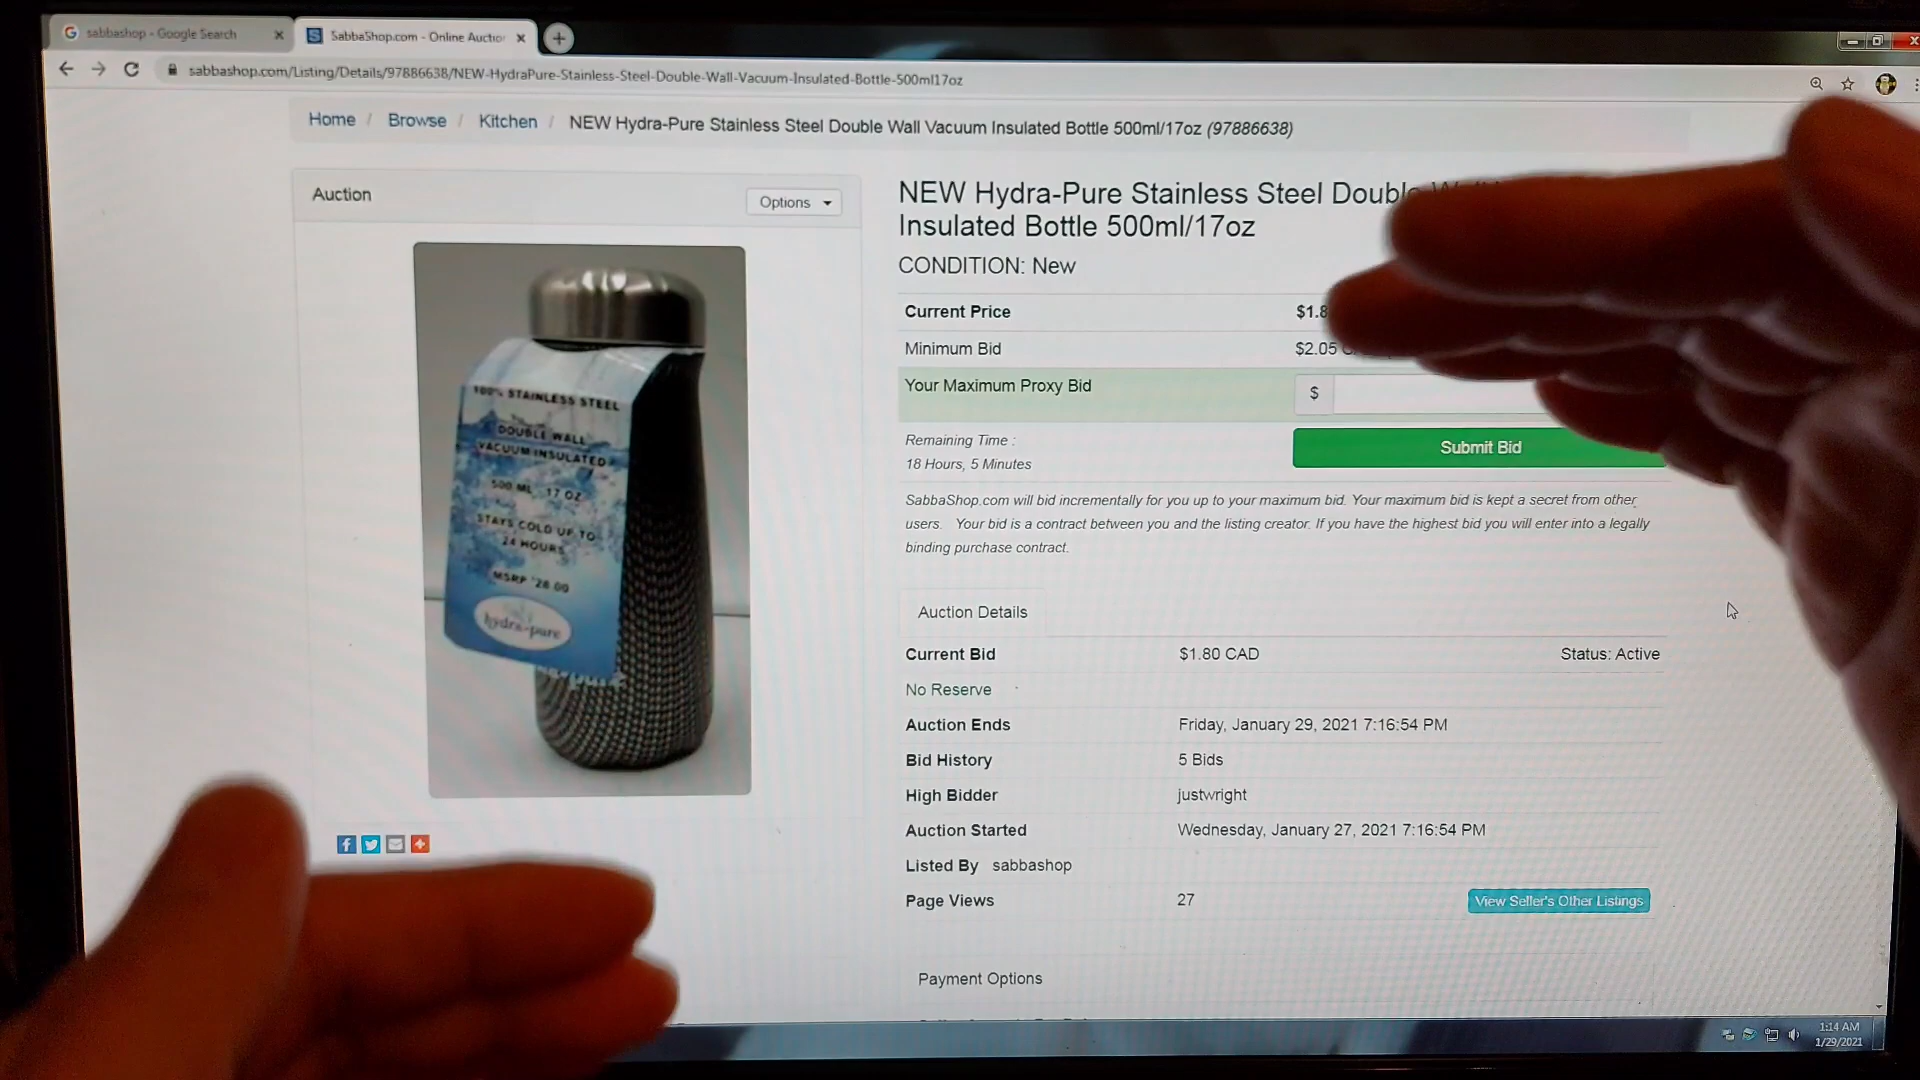 sabbashop - Google Search
SabbaShop.com - Online Auctio
sabbashop.com/Listing/Details/97886638/NEW-HydraPure-Stainless-Steel-Double-Wall-Vacuum-Insulated-Bottle-500ml17oz
Home / Browse / Kitchen / NEW Hydra-Pure Stainless Steel Double Wall Vacuum Insulated Bottle 500ml/17oz (97886638)
Auction
Options
100% STAINLESS STEEL
DOUBLE WALL
VACUUM INSULATED
500 ML 17 OZ
STAYS COLD UP TO
24 HOURS
MSRP $28.00
hydra-pure
NEW Hydra-Pure Stainless Steel Doubl
Insulated Bottle 500ml/17oz
CONDITION: New
Current Price $1.8
Minimum Bid $2.05
Your Maximum Proxy Bid $
Remaining Time :
18 Hours, 5 Minutes
Submit Bid
SabbaShop.com will bid incrementally for you up to your maximum bid. Your maximum bid is kept a secret from other
users. Your bid is a contract between you and the listing creator. If you have the highest bid you will enter into a legally
binding purchase contract.
Auction Details
Current Bid $1.80 CAD Status: Active
No Reserve
Auction Ends Friday, January 29, 2021 7:16:54 PM
Bid History 5 Bids
High Bidder justwright
Auction Started Wednesday, January 27, 2021 7:16:54 PM
Listed By sabbashop
Page Views 27 View Seller's Other Listings
Payment Options
1:14 AM
1/29/2021